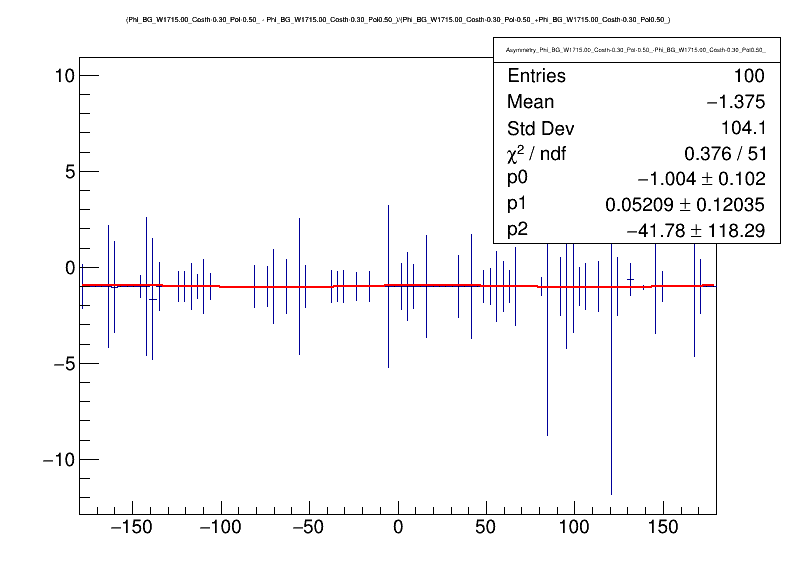 (Phi_BG_W1715.00_Costh-0.30_Pol-0.50_ - Phi_BG_W1715.00_Costh-0.30_Pol0.50_)/(Phi_BG_W1715.00_Costh-0.30_Pol-0.50_+Phi_BG_W1715.00_Costh-0.30_Pol0.50_)
Asymmetry_Phi_BG_W1715.00_Costh-0.30_Pol-0.50_-Phi_BG_W1715.00_Costh-0.30_Pol0.50_
Entries 100
Mean −1.375
Std Dev 104.1
χ² / ndf 0.376 / 51
p0 −1.004 ± 0.102
p1 0.05209 ± 0.12035
p2 −41.78 ± 118.29
10
5
0
−5
−10
−150 −100 −50 0 50 100 150